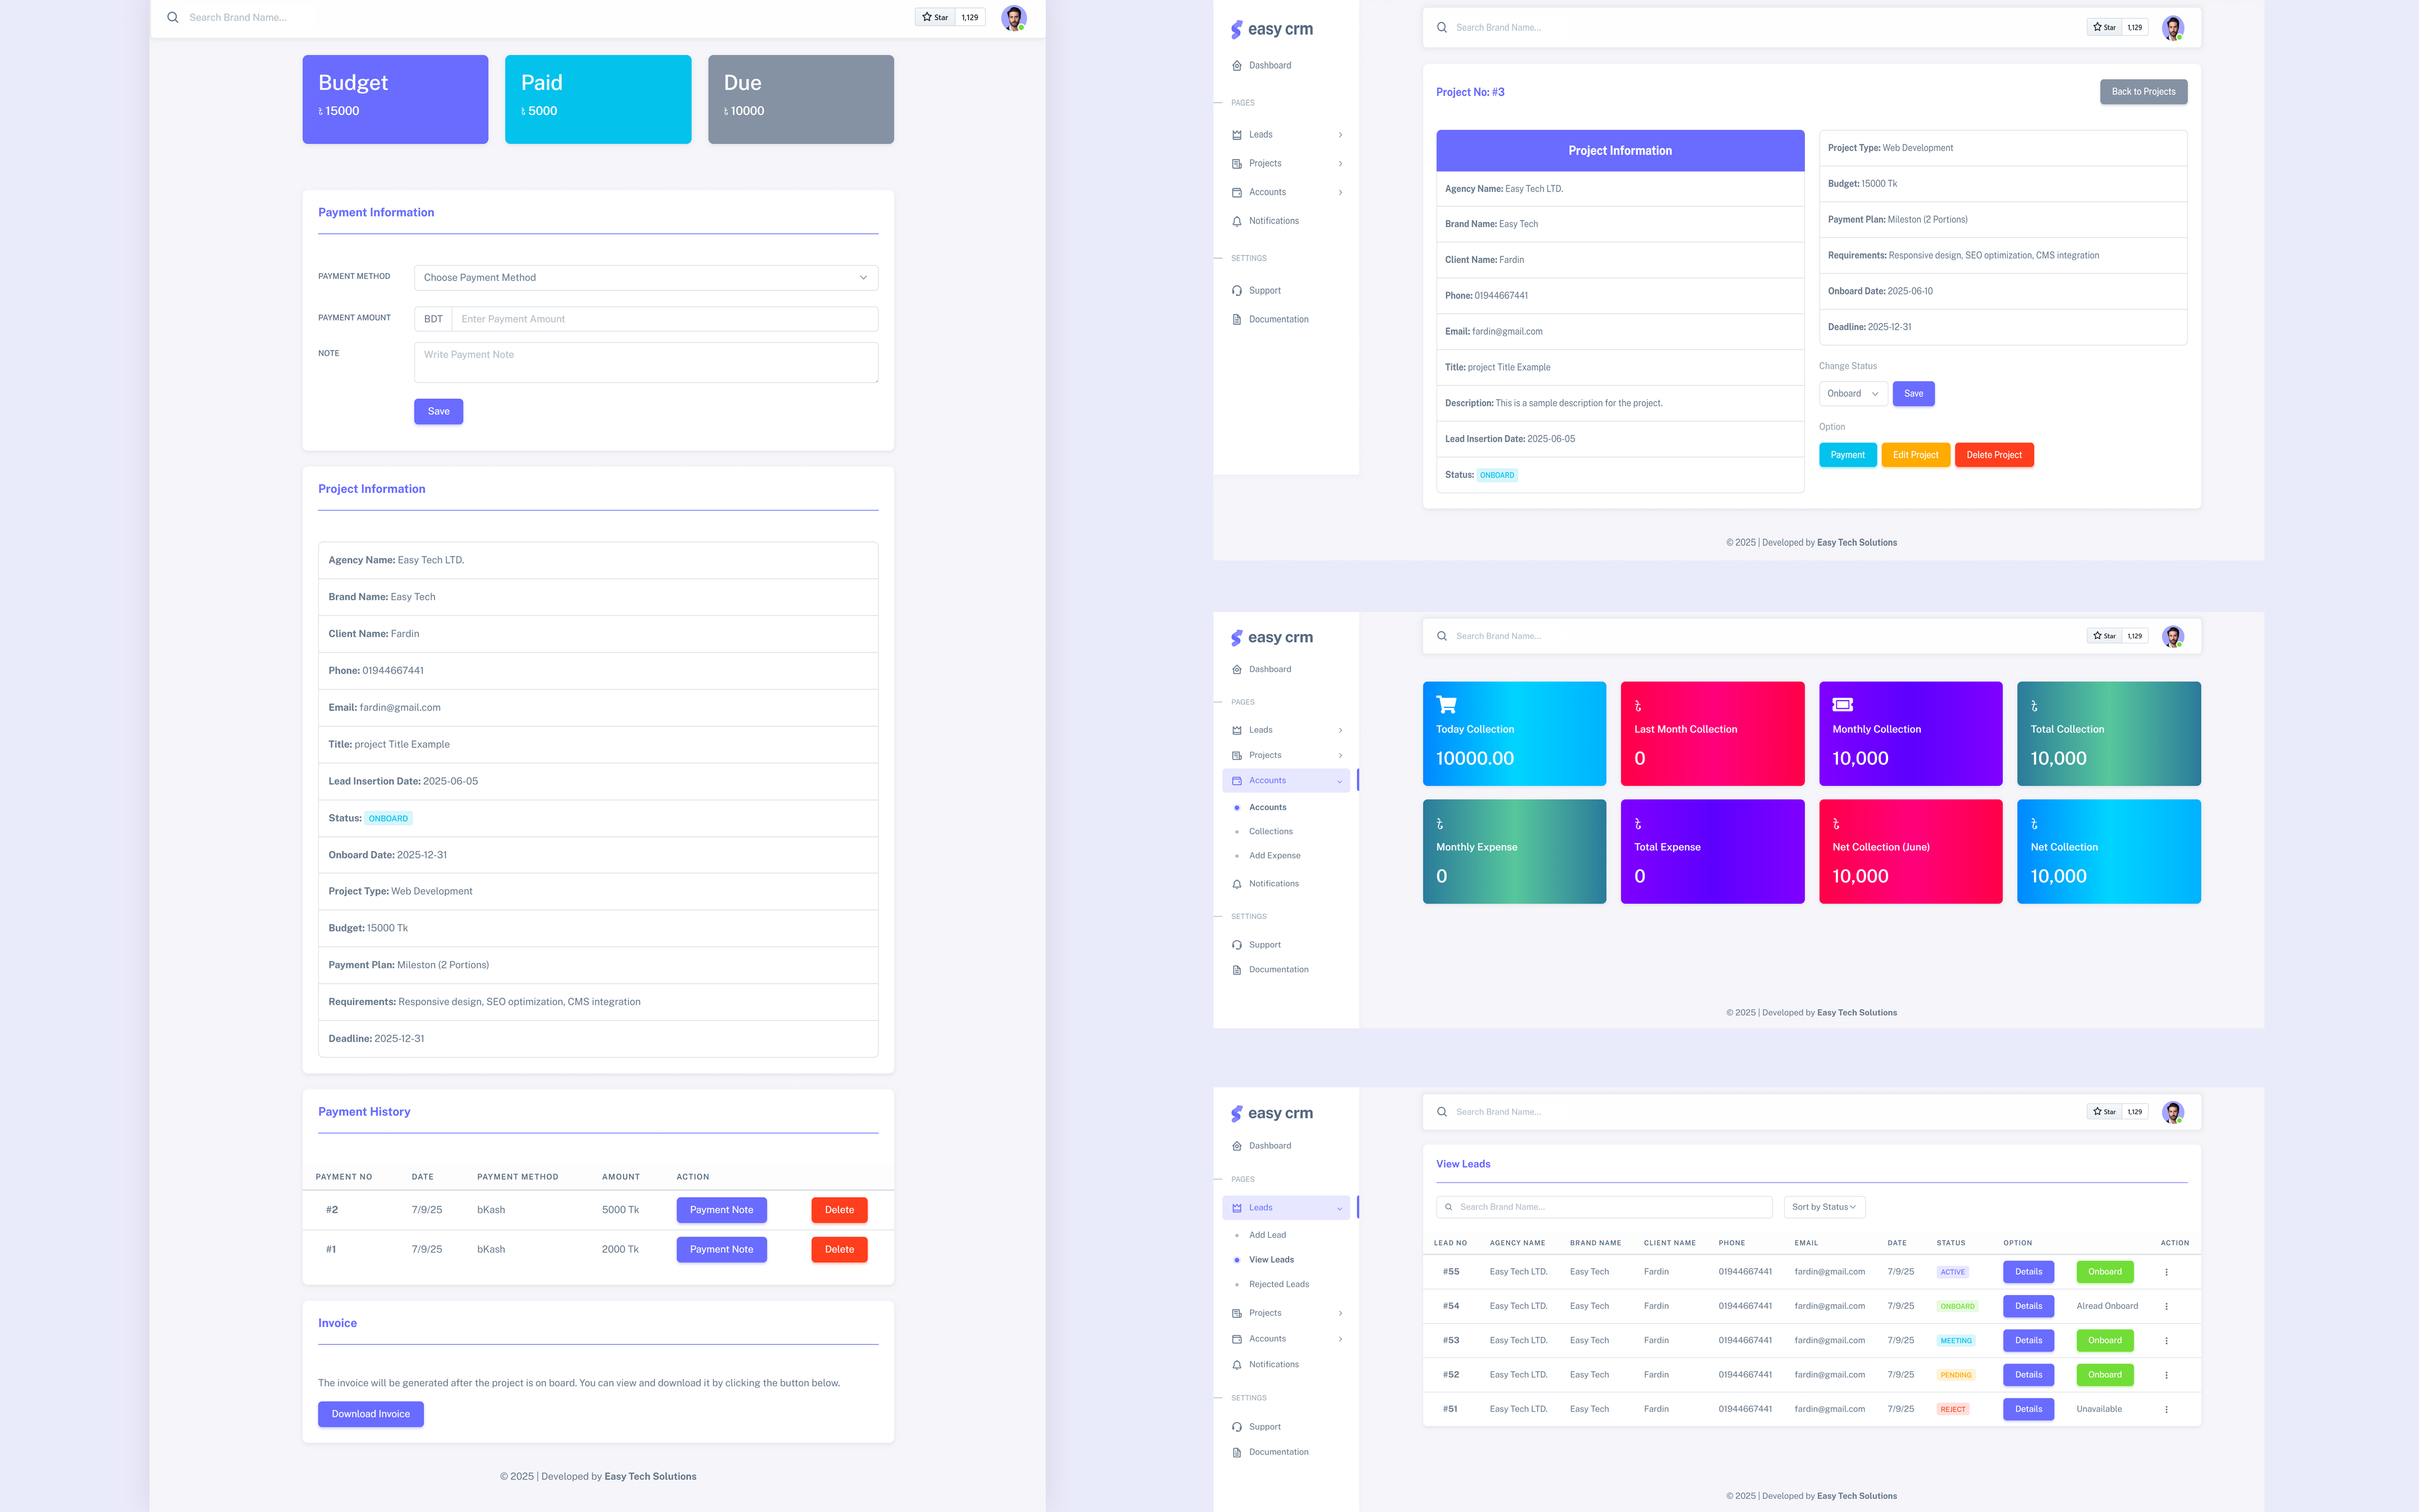 Search Brand Name...
Star 1,129
Budget
৳ 15000
Paid
৳ 5000
Due
৳ 10000
Payment Information
PAYMENT METHOD Choose Payment Method
PAYMENT AMOUNT BDT Enter Payment Amount
NOTE Write Payment Note
Save
Project Information
Agency Name: Easy Tech LTD.
Brand Name: Easy Tech
Client Name: Fardin
Phone: 01944667441
Email: fardin@gmail.com
Title: project Title Example
Lead Insertion Date: 2025-06-05
Status: ONBOARD
Onboard Date: 2025-12-31
Project Type: Web Development
Budget: 15000 Tk
Payment Plan: Mileston (2 Portions)
Requirements: Responsive design, SEO optimization, CMS integration
Deadline: 2025-12-31
Payment History
PAYMENT NO DATE PAYMENT METHOD AMOUNT ACTION
#2 7/9/25 bKash 5000 Tk Payment Note Delete
#1 7/9/25 bKash 2000 Tk Payment Note Delete
Invoice
The invoice will be generated after the project is on board. You can view and download it by clicking the button below.
Download Invoice
© 2025 | Developed by Easy Tech Solutions
easy crm
Dashboard
PAGES
Leads
Projects
Accounts
Notifications
SETTINGS
Support
Documentation
Search Brand Name...
Star 1,129
Project No: #3
Back to Projects
Project Information
Agency Name: Easy Tech LTD.
Brand Name: Easy Tech
Client Name: Fardin
Phone: 01944667441
Email: fardin@gmail.com
Title: project Title Example
Description: This is a sample description for the project.
Lead Insertion Date: 2025-06-05
Status: ONBOARD
Project Type: Web Development
Budget: 15000 Tk
Payment Plan: Mileston (2 Portions)
Requirements: Responsive design, SEO optimization, CMS integration
Onboard Date: 2025-06-10
Deadline: 2025-12-31
Change Status
Onboard Save
Option
Payment Edit Project Delete Project
© 2025 | Developed by Easy Tech Solutions
easy crm
Dashboard
PAGES
Leads
Projects
Accounts
Accounts
Collections
Add Expense
Notifications
SETTINGS
Support
Documentation
Search Brand Name...
Star 1,129
Today Collection
10000.00
৳
Last Month Collection
0
Monthly Collection
10,000
৳
Total Collection
10,000
৳
Monthly Expense
0
৳
Total Expense
0
৳
Net Collection (June)
10,000
৳
Net Collection
10,000
© 2025 | Developed by Easy Tech Solutions
easy crm
Dashboard
PAGES
Leads
Add Lead
View Leads
Rejected Leads
Projects
Accounts
Notifications
SETTINGS
Support
Documentation
Search Brand Name...
Star 1,129
View Leads
Search Brand Name... Sort by Status
LEAD NO AGENCY NAME BRAND NAME CLIENT NAME PHONE EMAIL DATE STATUS OPTION ACTION
#55 Easy Tech LTD. Easy Tech Fardin 01944667441 fardin@gmail.com 7/9/25 ACTIVE Details Onboard
#54 Easy Tech LTD. Easy Tech Fardin 01944667441 fardin@gmail.com 7/9/25 ONBOARD Details Alread Onboard
#53 Easy Tech LTD. Easy Tech Fardin 01944667441 fardin@gmail.com 7/9/25 MEETING Details Onboard
#52 Easy Tech LTD. Easy Tech Fardin 01944667441 fardin@gmail.com 7/9/25 PENDING Details Onboard
#51 Easy Tech LTD. Easy Tech Fardin 01944667441 fardin@gmail.com 7/9/25 REJECT Details Unavailable
© 2025 | Developed by Easy Tech Solutions